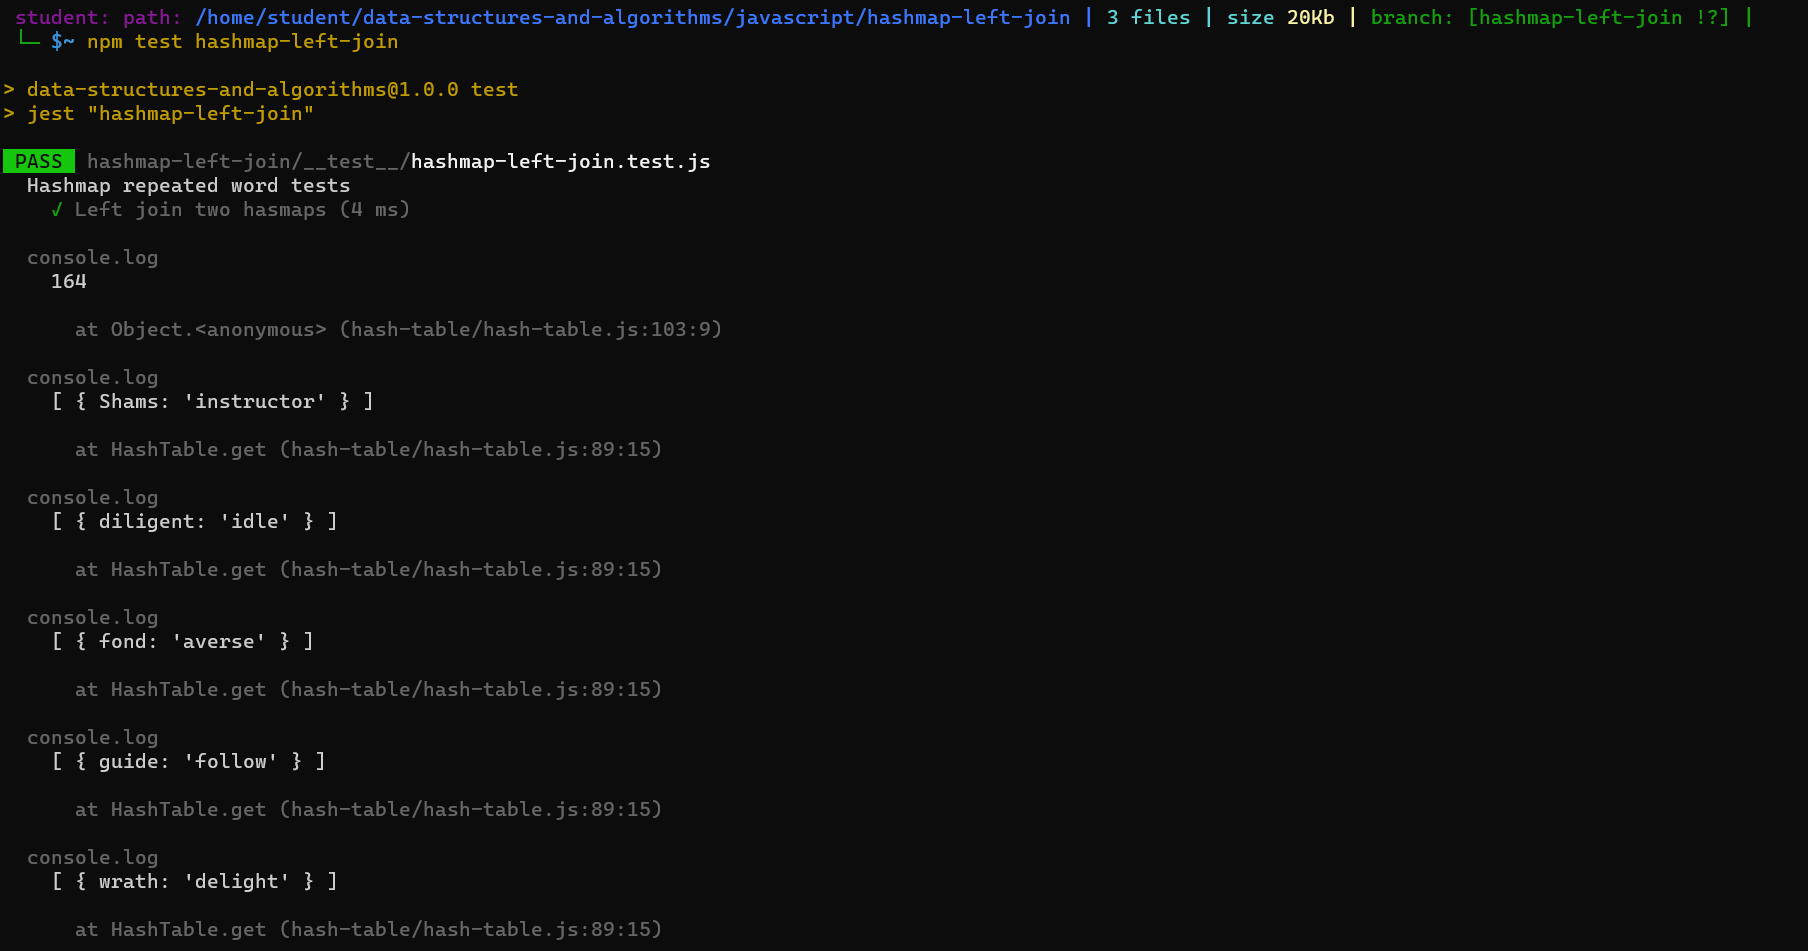 student: path: /home/student/data-structures-and-algorithms/javascript/hashmap-left-join | 3 files | size 20Kb | branch: [hashmap-left-join !?] |
└─ $~ npm test hashmap-left-join
> data-structures-and-algorithms@1.0.0 test
> jest "hashmap-left-join"
PASS hashmap-left-join/__test__/hashmap-left-join.test.js
Hashmap repeated word tests
√ Left join two hasmaps (4 ms)
console.log
164
at Object.<anonymous> (hash-table/hash-table.js:103:9)
console.log
[ { Shams: 'instructor' } ]
at HashTable.get (hash-table/hash-table.js:89:15)
console.log
[ { diligent: 'idle' } ]
at HashTable.get (hash-table/hash-table.js:89:15)
console.log
[ { fond: 'averse' } ]
at HashTable.get (hash-table/hash-table.js:89:15)
console.log
[ { guide: 'follow' } ]
at HashTable.get (hash-table/hash-table.js:89:15)
console.log
[ { wrath: 'delight' } ]
at HashTable.get (hash-table/hash-table.js:89:15)